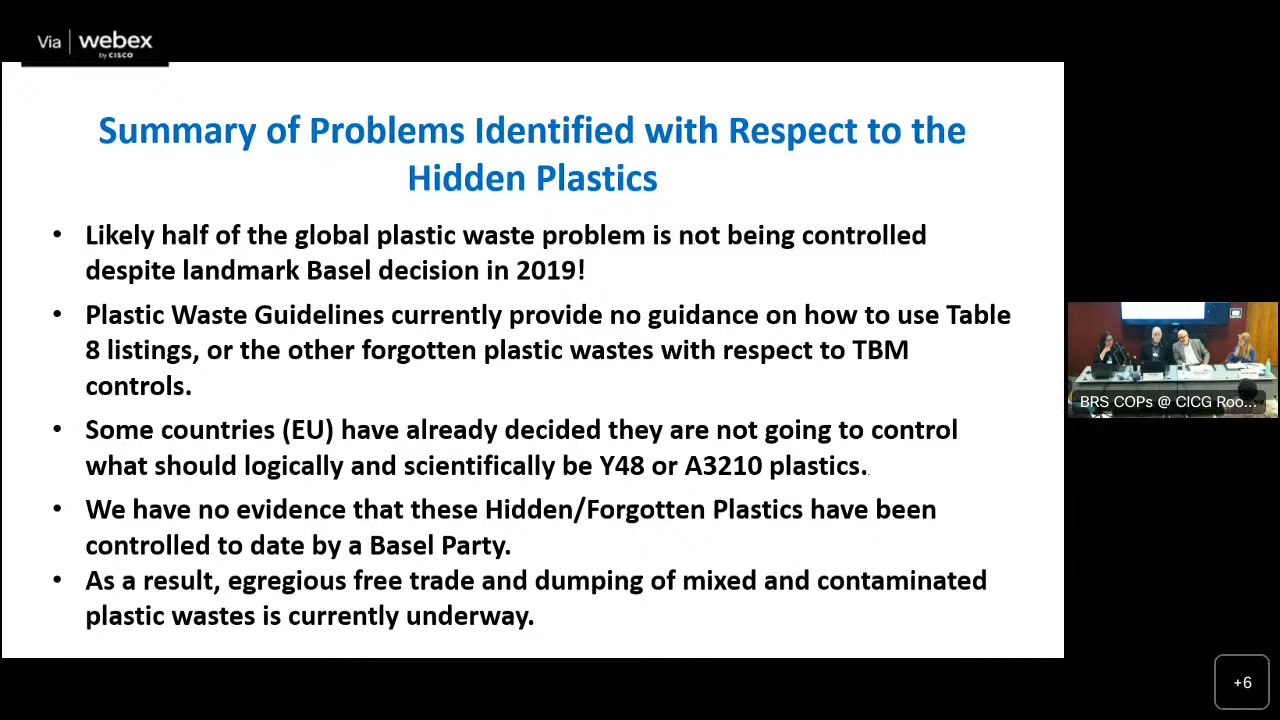 Via | webex
by CISCO
Summary of Problems Identified with Respect to the
Hidden Plastics
• Likely half of the global plastic waste problem is not being controlled
despite landmark Basel decision in 2019!
• Plastic Waste Guidelines currently provide no guidance on how to use Table
8 listings, or the other forgotten plastic wastes with respect to TBM
controls.
• Some countries (EU) have already decided they are not going to control
what should logically and scientifically be Y48 or A3210 plastics.
• We have no evidence that these Hidden/Forgotten Plastics have been
controlled to date by a Basel Party.
• As a result, egregious free trade and dumping of mixed and contaminated
plastic wastes is currently underway.
BRS COPs @ CICG Roo...
+6